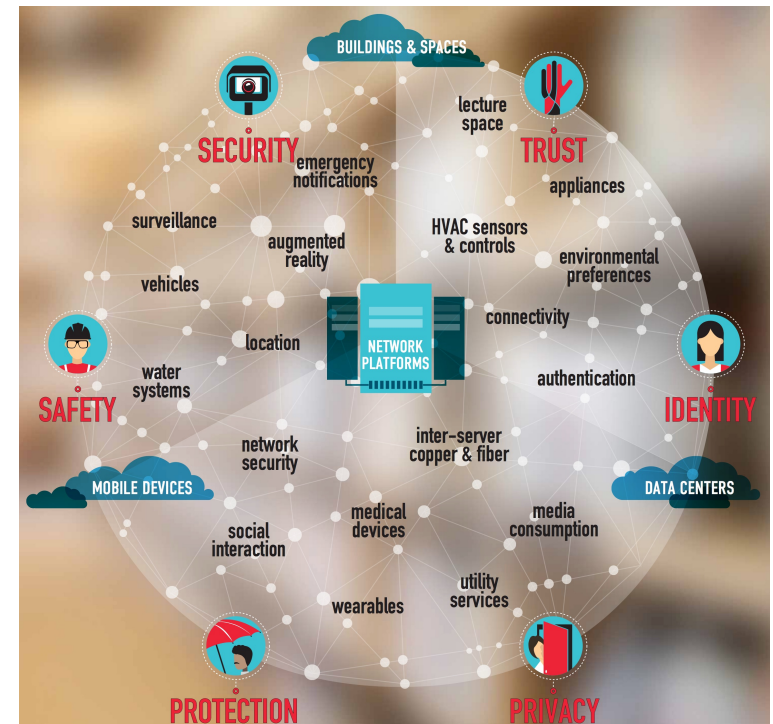 BUILDINGS & SPACES
SECURITY
TRUST
lecture
space
emergency
notifications
appliances
surveillance
augmented
reality
HVAC sensors
& controls
environmental
preferences
vehicles
connectivity
location
NETWORK
PLATFORMS
water
systems
authentication
SAFETY
IDENTITY
network
security
inter-server
copper & fiber
MOBILE DEVICES
DATA CENTERS
social
interaction
medical
devices
media
consumption
wearables
utility
services
PROTECTION
PRIVACY